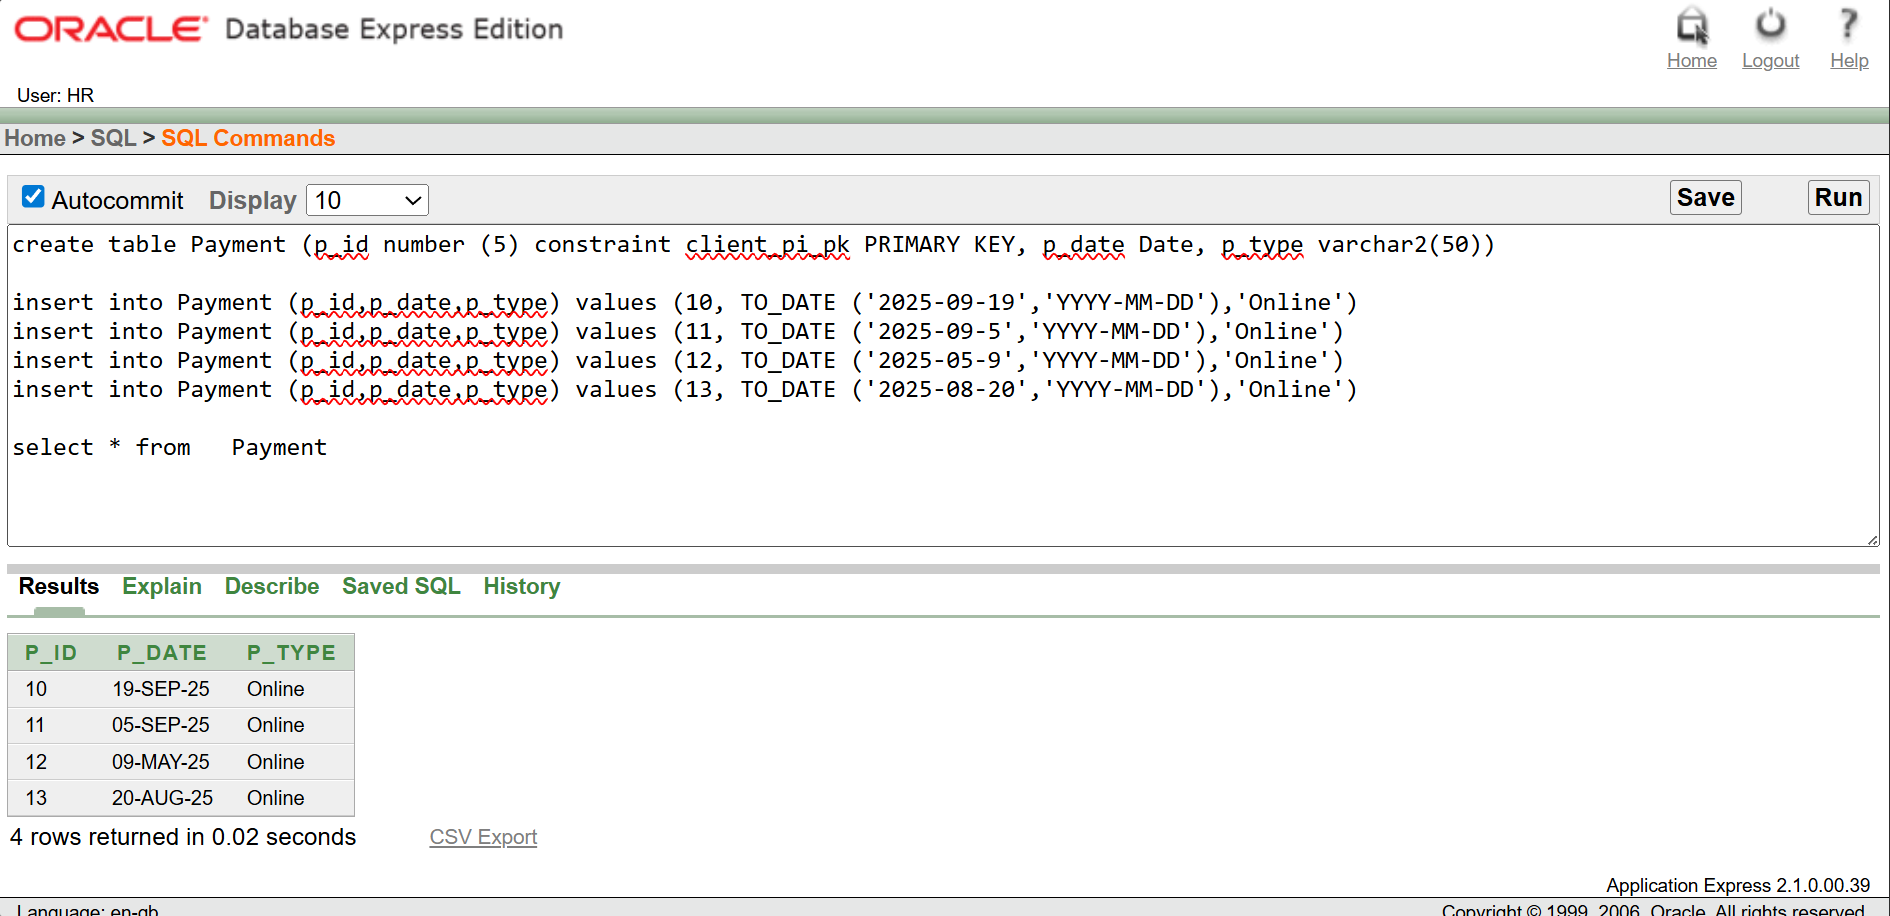 ORACLE Database Express Edition
Home Logout Help
User: HR
Home > SQL > SQL Commands
Autocommit Display 10 Save Run
create table Payment (p_id number (5) constraint client_pi_pk PRIMARY KEY, p_date Date, p_type varchar2(50))
insert into Payment (p_id,p_date,p_type) values (10, TO_DATE ('2025-09-19','YYYY-MM-DD'),'Online')
insert into Payment (p_id,p_date,p_type) values (11, TO_DATE ('2025-09-5','YYYY-MM-DD'),'Online')
insert into Payment (p_id,p_date,p_type) values (12, TO_DATE ('2025-05-9','YYYY-MM-DD'),'Online')
insert into Payment (p_id,p_date,p_type) values (13, TO_DATE ('2025-08-20','YYYY-MM-DD'),'Online')
select * from   Payment
Results Explain Describe Saved SQL History
P_ID P_DATE P_TYPE
10 19-SEP-25 Online
11 05-SEP-25 Online
12 09-MAY-25 Online
13 20-AUG-25 Online
4 rows returned in 0.02 seconds CSV Export
Application Express 2.1.0.00.39
Language: en-gb Copyright © 1999, 2006, Oracle. All rights reserved.